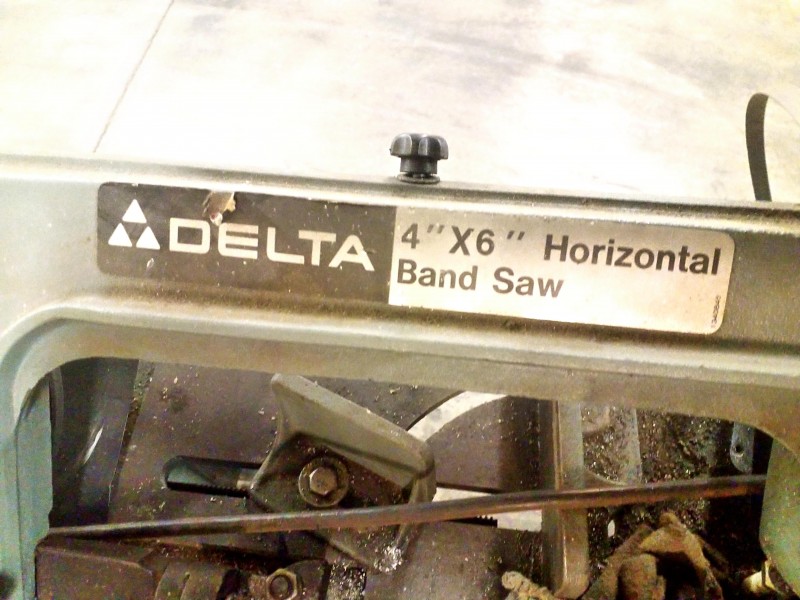 DELTA
4"X6" Horizontal
Band Saw